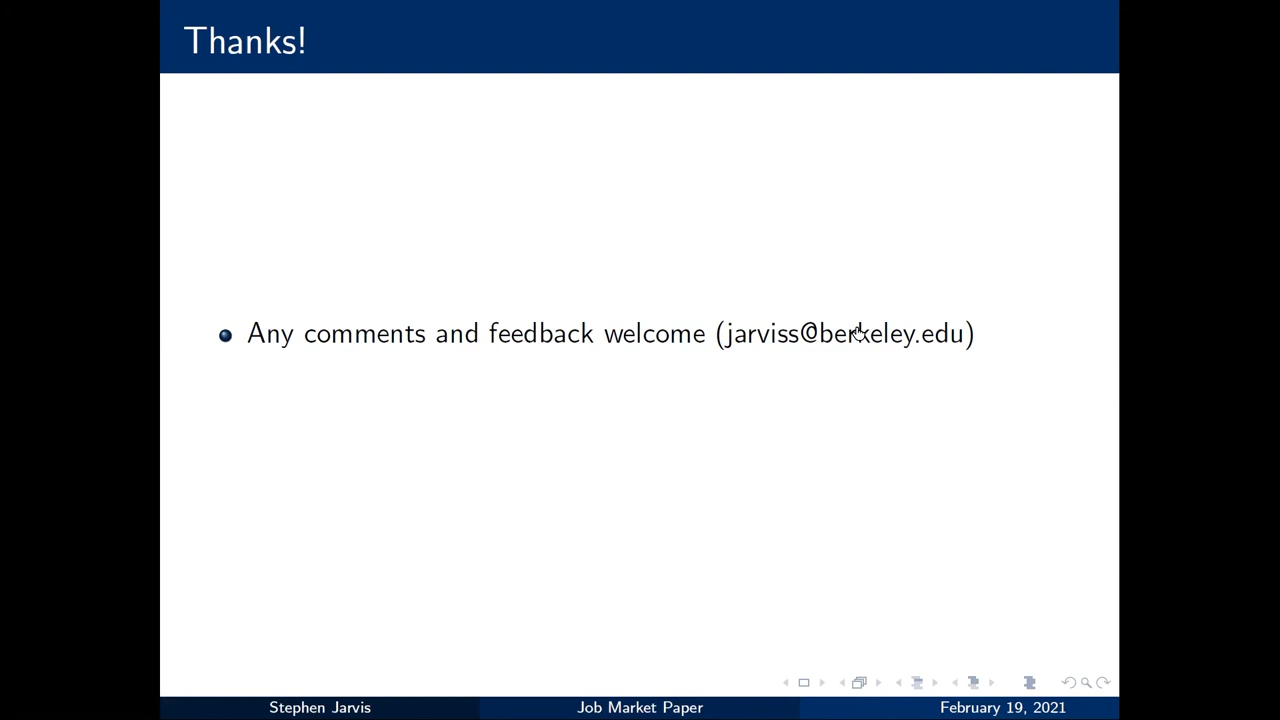 Thanks!
Any comments and feedback welcome (jarviss@berkeley.edu)
Stephen Jarvis
Job Market Paper
February 19, 2021